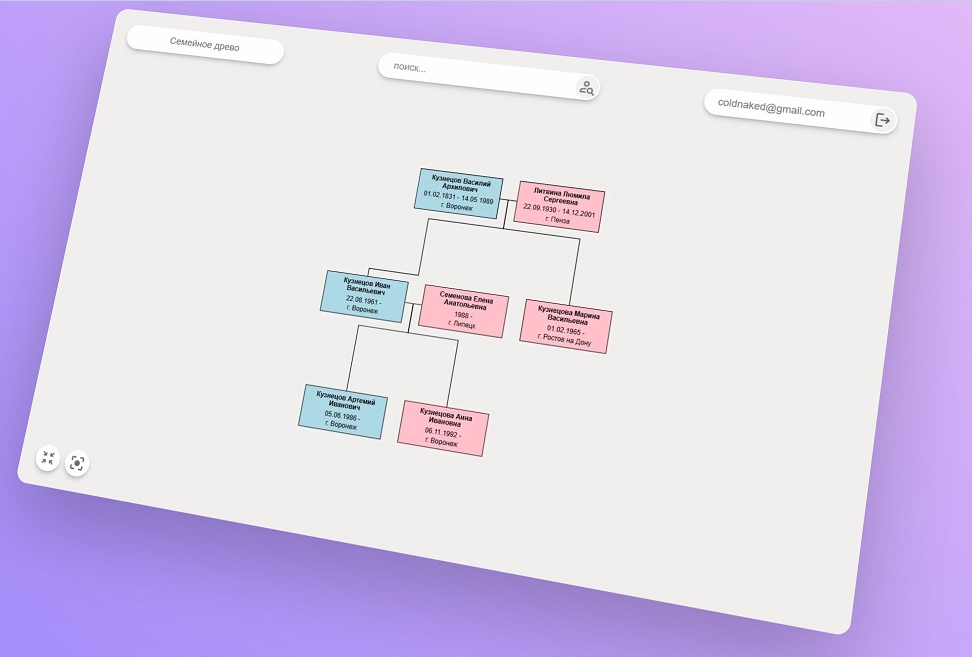 Семейное древо
поиск...
coldnaked@gmail.com
Кузнецов Василий
Архипович
01.02.1831 - 14.05.1989
г. Воронеж
Литвина Люмила
Сергеевна
22.09.1930 - 14.12.2001
г. Пенза
Кузнецов Иван
Васильевич
22.08.1961 -
г. Воронеж
Семенова Елена
Анатольевна
1988 -
г. Липецк
Кузнецова Марина
Васильевна
01.02.1965 -
г. Ростов на Дону
Кузнецов Артемий
Иванович
05.06.1986 -
г. Воронеж
Кузнецова Анна
Ивановна
06.11.1992 -
г. Воронеж